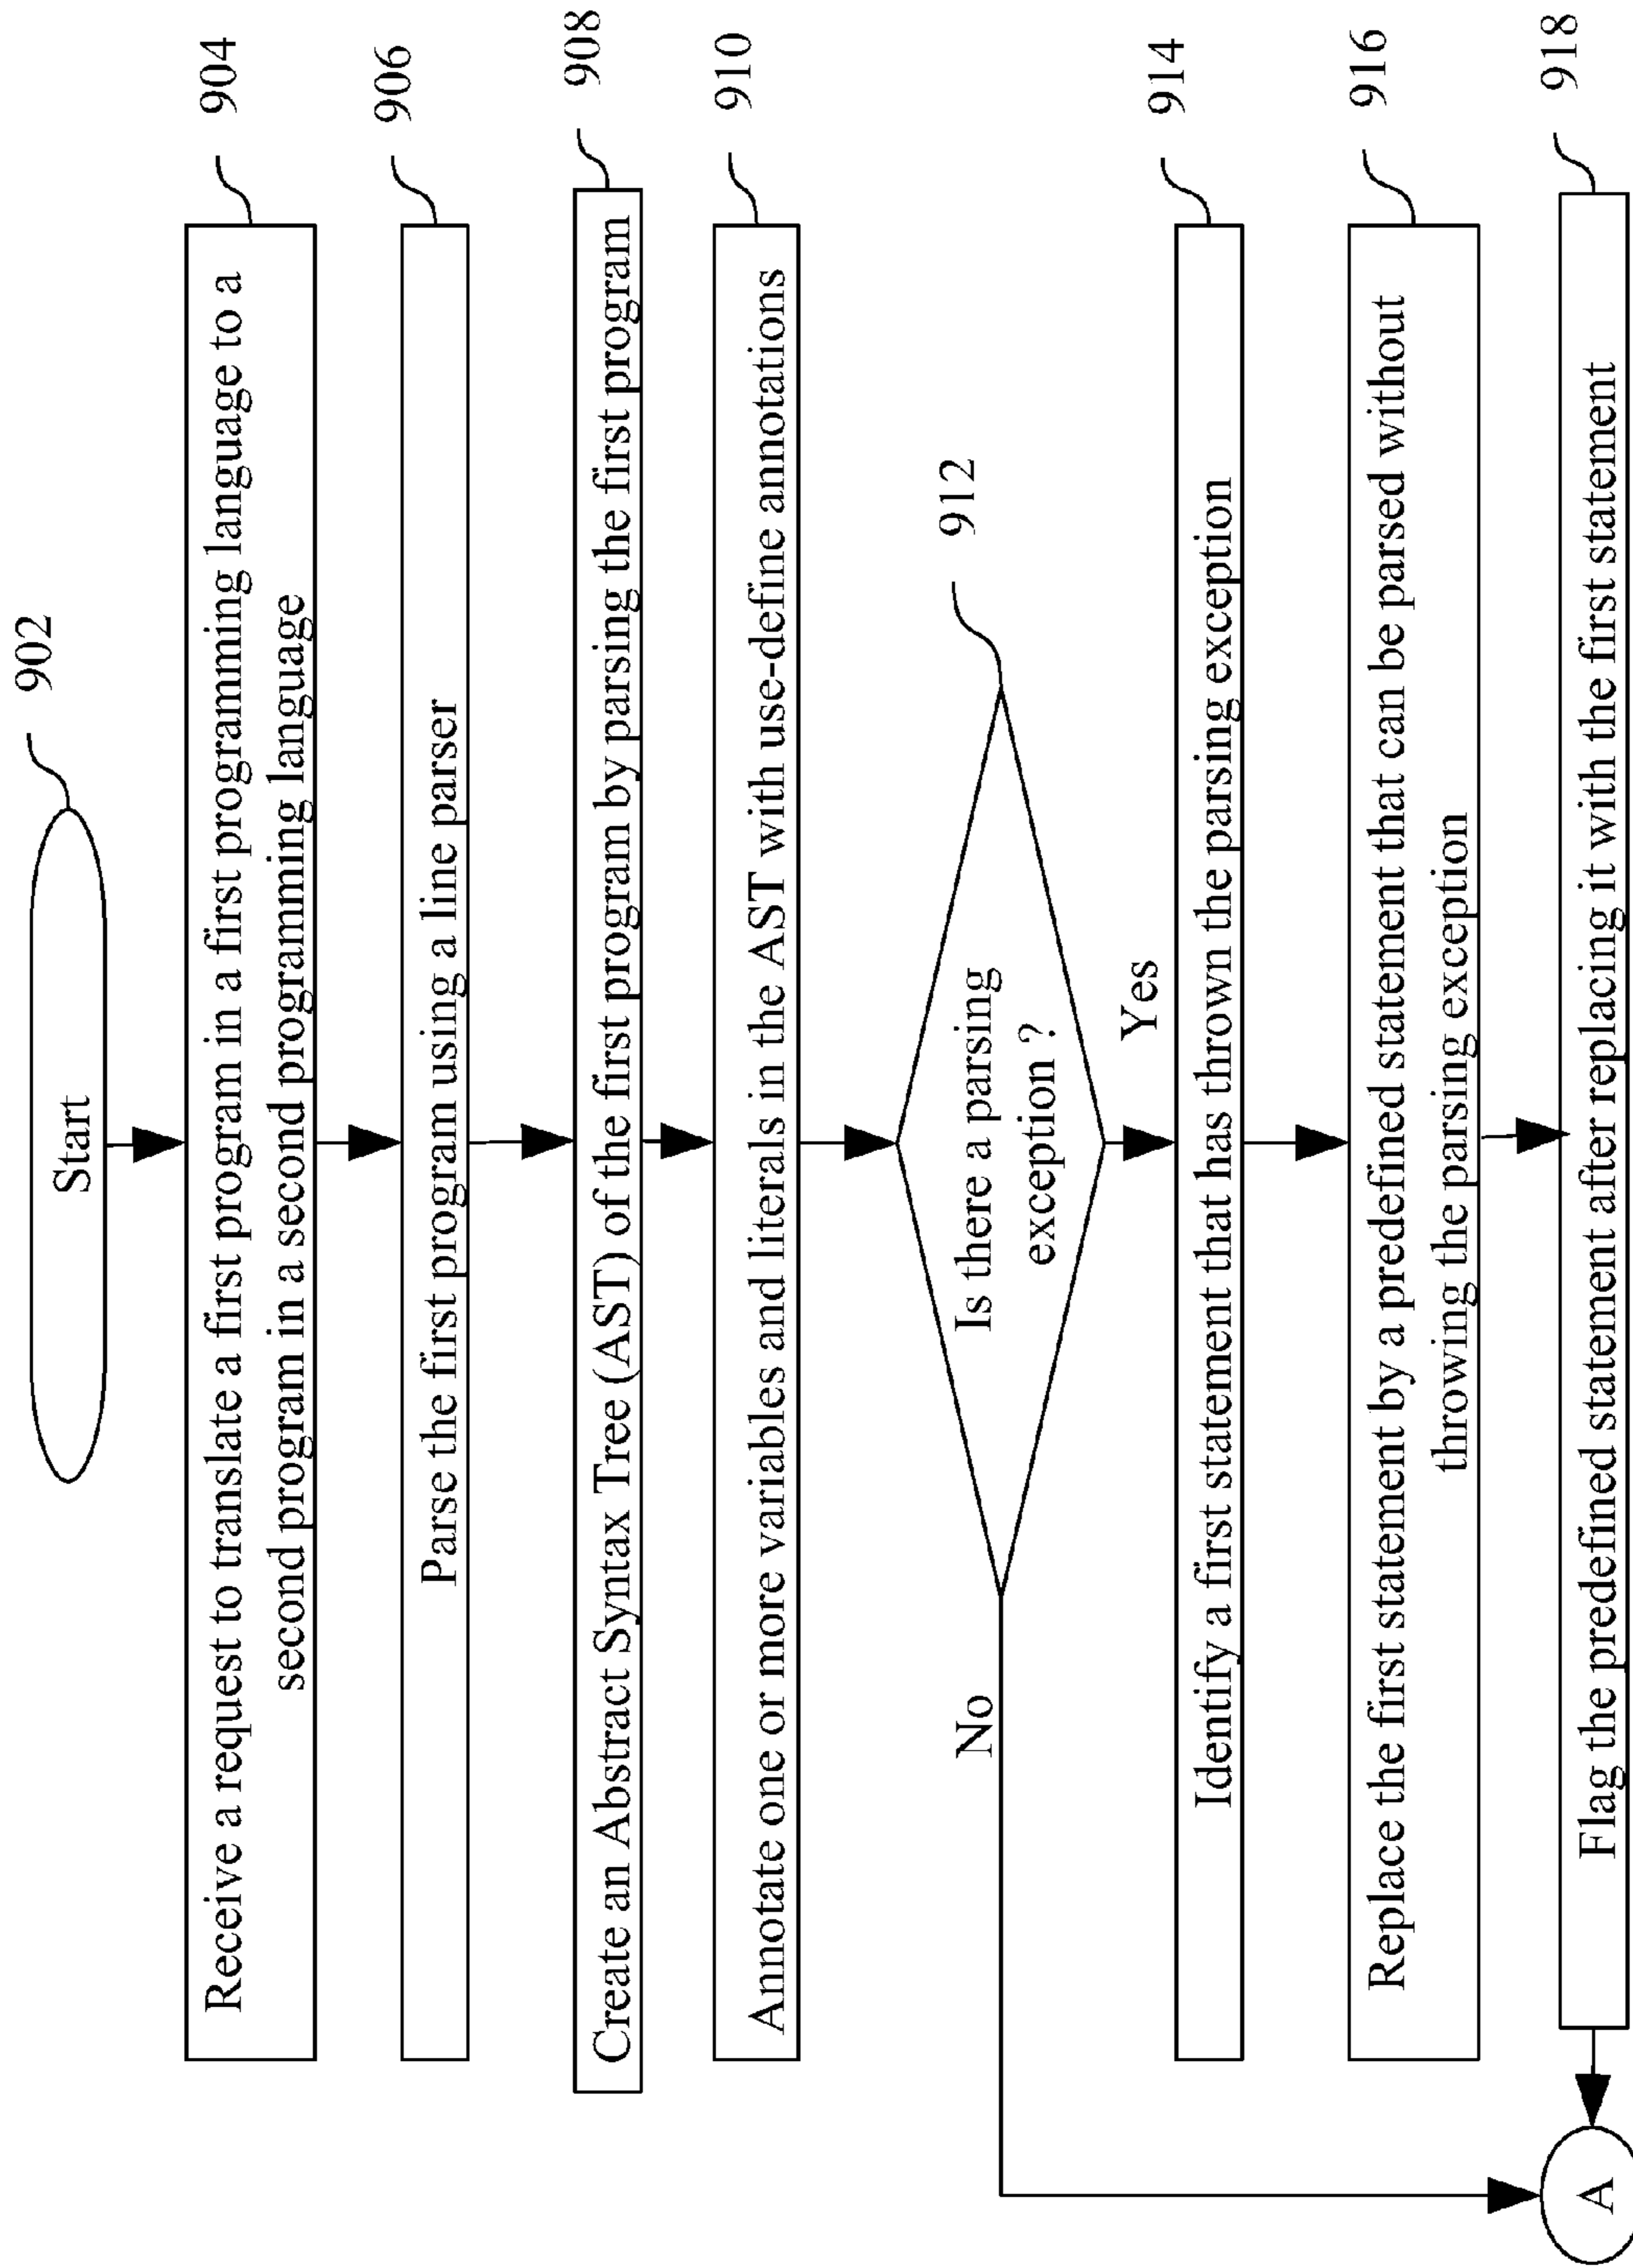 902
Start
904
Receive a request to translate a first program in a first programming language to a
second program in a second programming language
906
Parse the first program using a line parser
908
Create an Abstract Syntax Tree (AST) of the first program by parsing the first program
910
Annotate one or more variables and literals in the AST with use-define annotations
912
Is there a parsing
exception ?
No
Yes
914
Identify a first statement that has thrown the parsing exception
916
Replace the first statement by a predefined statement that can be parsed without
throwing the parsing exception
918
Flag the predefined statement after replacing it with the first statement
A